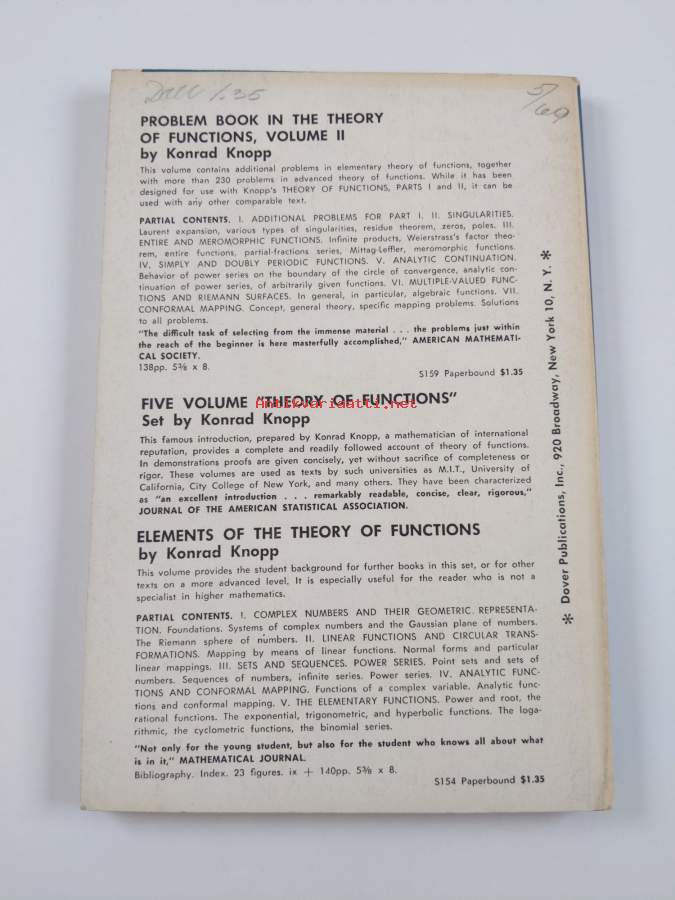 Dill 1.35
5/69
PROBLEM BOOK IN THE THEORY
OF FUNCTIONS, VOLUME II
by Konrad Knopp
This volume contains additional problems in elementary theory of functions, together
with more than 230 problems in advanced theory of functions. While it has been
designed for use with Knopp's THEORY OF FUNCTIONS, PARTS I and II, it can be
used with any other comparable text.
PARTIAL CONTENTS. I. ADDITIONAL PROBLEMS FOR PART I. II. SINGULARITIES.
Laurent expansion, various types of singularities, residue theorem, zeros, poles. III.
ENTIRE AND MEROMORPHIC FUNCTIONS. Infinite products, Weierstrass's factor theo-
rem, entire functions, partial-fractions series, Mittag-Leffler, meromorphic functions.
IV. SIMPLY AND DOUBLY PERIODIC FUNCTIONS. V. ANALYTIC CONTINUATION.
Behavior of power series on the boundary of the circle of convergence, analytic con-
tinuation of power series, of arbitrarily given functions. VI. MULTIPLE-VALUED FUNC-
TIONS AND RIEMANN SURFACES. In general, in particular, algebraic functions. VII.
CONFORMAL MAPPING. Concept, general theory, specific mapping problems. Solutions
to all problems.
"The difficult task of selecting from the immense material . . . the problems just within
the reach of the beginner is here masterfully accomplished," AMERICAN MATHEMATI-
CAL SOCIETY.
138pp. 5⅜ x 8.
S159 Paperbound $1.35
FIVE VOLUME "THEORY OF FUNCTIONS"
Antikvariaatti.net
Set by Konrad Knopp
This famous introduction, prepared by Konrad Knopp, a mathematician of international
reputation, provides a complete and readily followed account of theory of functions.
In demonstrations proofs are given concisely, yet without sacrifice of completeness or
rigor. These volumes are used as texts by such universities as M.I.T., University of
California, City College of New York, and many others. They have been characterized
as "an excellent introduction . . . remarkably readable, concise, clear, rigorous,"
JOURNAL OF THE AMERICAN STATISTICAL ASSOCIATION.
ELEMENTS OF THE THEORY OF FUNCTIONS
by Konrad Knopp
This volume provides the student background for further books in this set, or for other
texts on a more advanced level. It is especially useful for the reader who is not a
specialist in higher mathematics.
PARTIAL CONTENTS. I. COMPLEX NUMBERS AND THEIR GEOMETRIC REPRESENTA-
TION. Foundations. Systems of complex numbers and the Gaussian plane of numbers.
The Riemann sphere of numbers. II. LINEAR FUNCTIONS AND CIRCULAR TRANS-
FORMATIONS. Mapping by means of linear functions. Normal forms and particular
linear mappings. III. SETS AND SEQUENCES. POWER SERIES. Point sets and sets of
numbers. Sequences of numbers, infinite series. Power series. IV. ANALYTIC FUNC-
TIONS AND CONFORMAL MAPPING. Functions of a complex variable. Analytic func-
tions and conformal mapping. V. THE ELEMENTARY FUNCTIONS. Power and root, the
rational functions. The exponential, trigonometric, and hyperbolic functions. The loga-
rithmic, the cyclometric functions, the binomial series.
"Not only for the young student, but also for the student who knows all about what
is in it," MATHEMATICAL JOURNAL.
Bibliography. Index. 23 figures. ix + 140pp. 5⅜ x 8.
S154 Paperbound $1.35
* Dover Publications, Inc., 920 Broadway, New York 10, N. Y. *